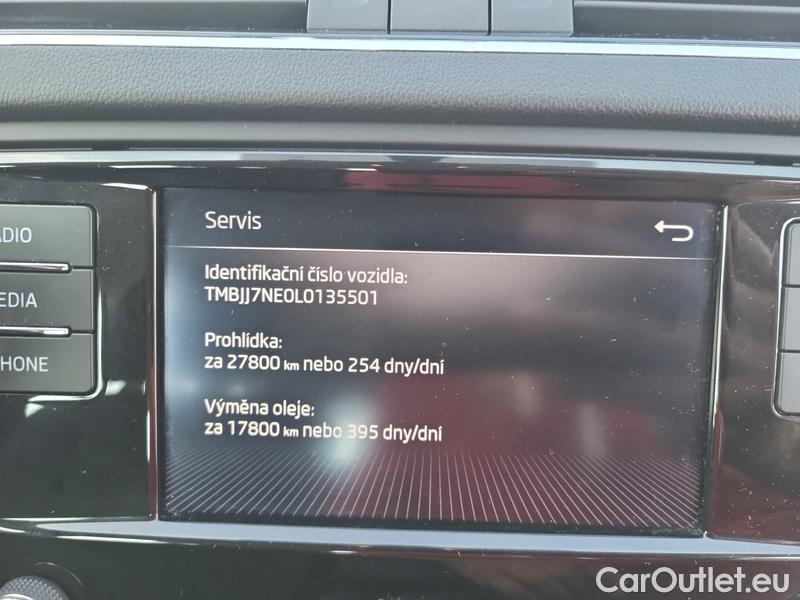 Servis
ADIO
Identifikační číslo vozidla:
TMBJJ7NE0L0135501
EDIA
Prohlídka:
za 27800 km nebo 254 dny/dní
HONE
Výměna oleje:
za 17800 km nebo 395 dny/dní
CarOutlet.eu